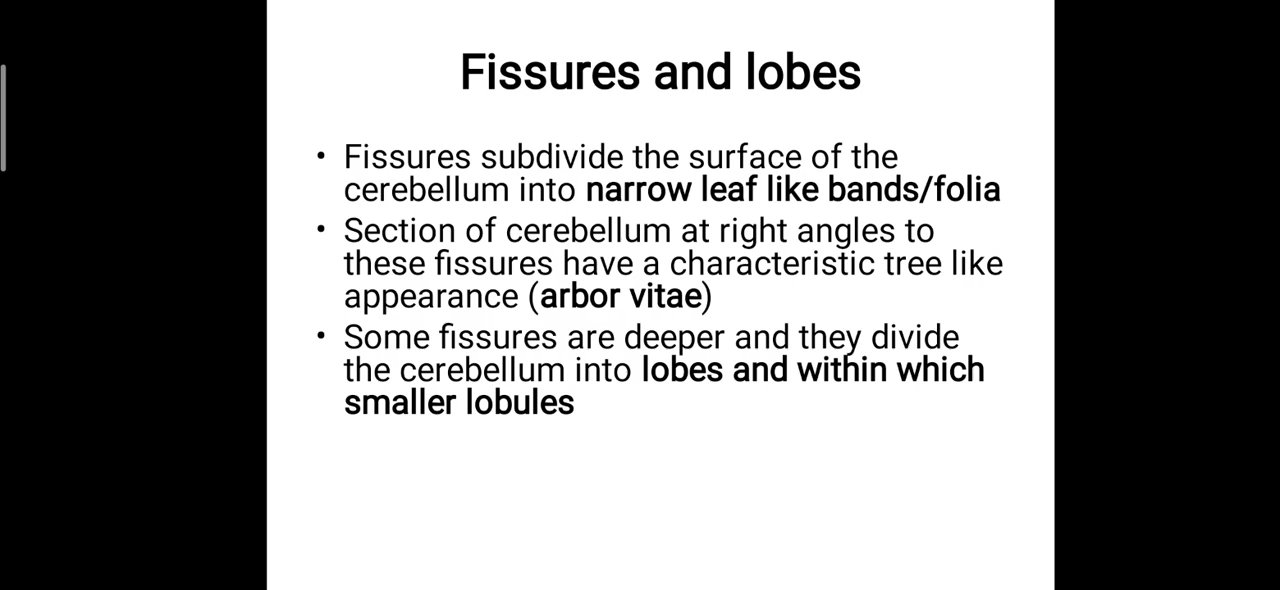 Fissures and lobes
• Fissures subdivide the surface of the
cerebellum into narrow leaf like bands/folia
• Section of cerebellum at right angles to
these fissures have a characteristic tree like
appearance (arbor vitae)
• Some fissures are deeper and they divide
the cerebellum into lobes and within which
smaller lobules